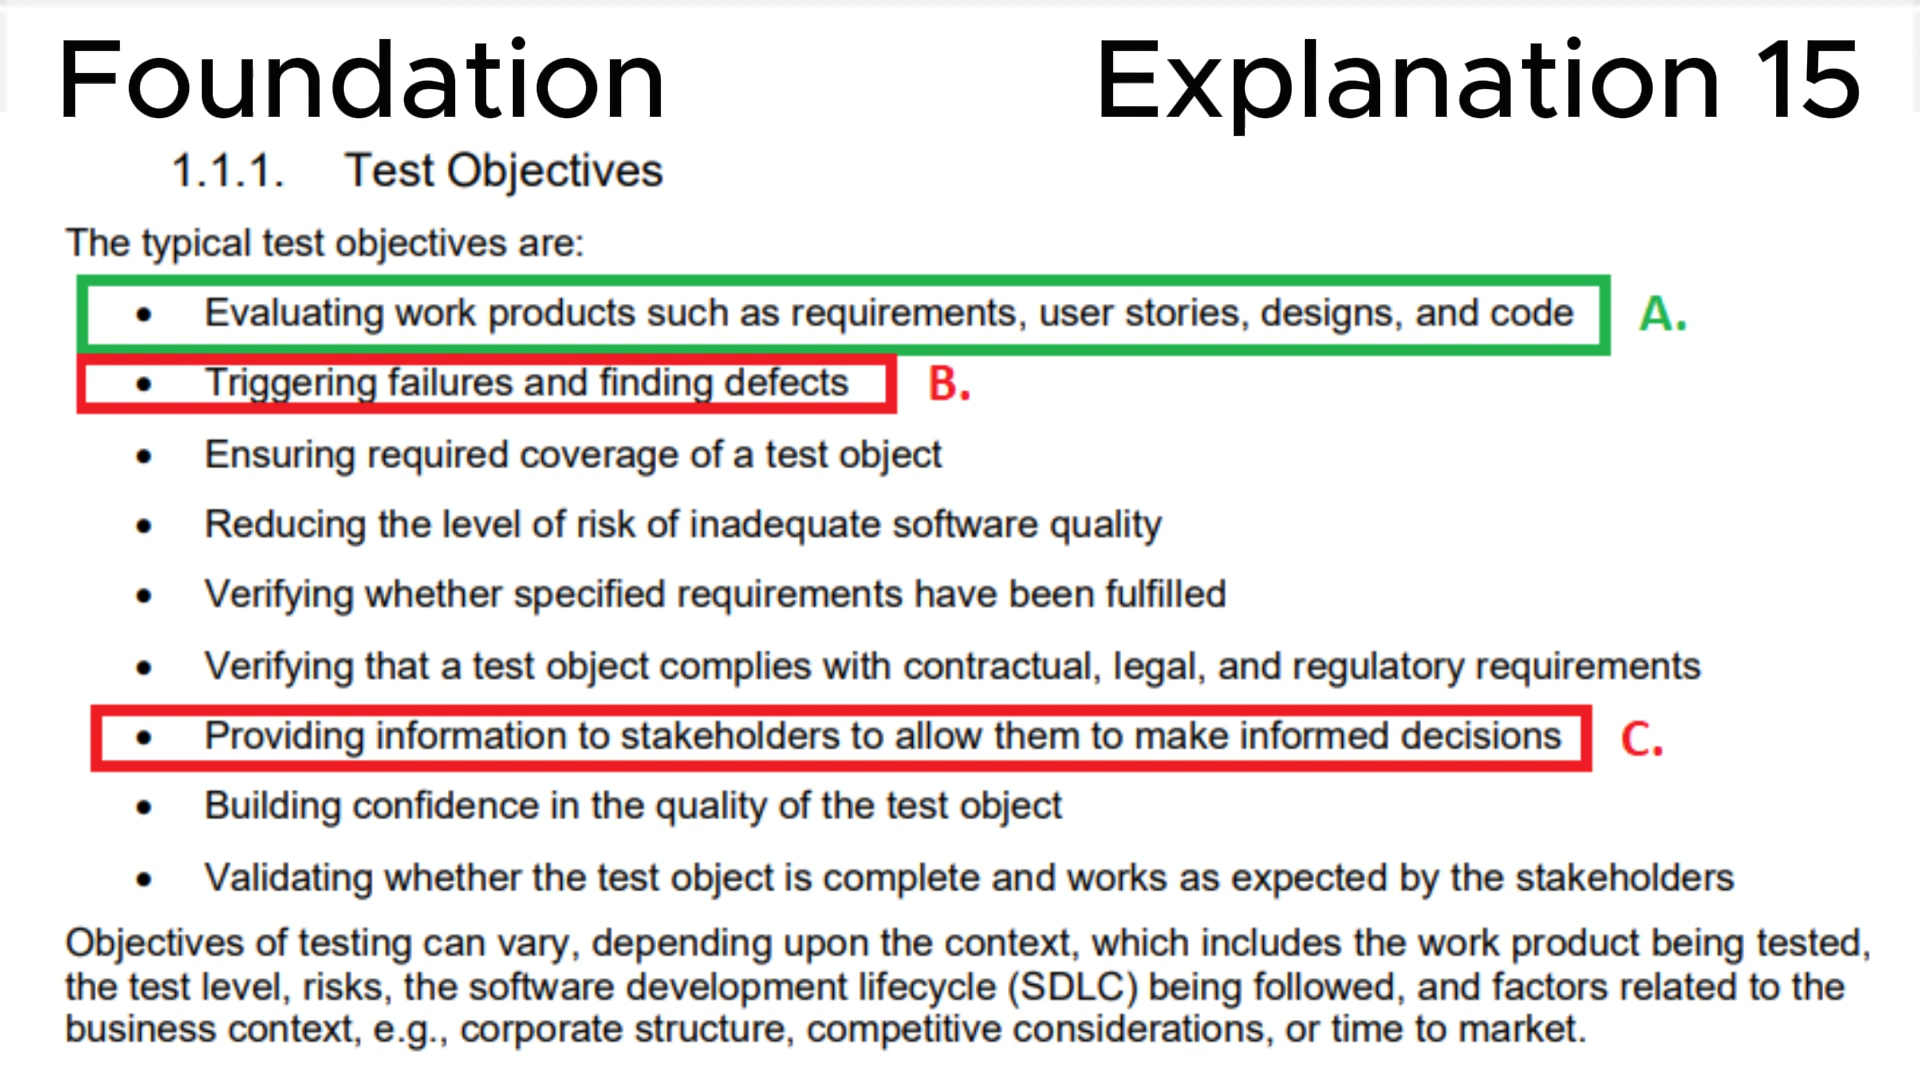 Foundation Explanation 15
1.1.1. Test Objectives
The typical test objectives are:
• Evaluating work products such as requirements, user stories, designs, and code A.
• Triggering failures and finding defects B.
• Ensuring required coverage of a test object
• Reducing the level of risk of inadequate software quality
• Verifying whether specified requirements have been fulfilled
• Verifying that a test object complies with contractual, legal, and regulatory requirements
• Providing information to stakeholders to allow them to make informed decisions C.
• Building confidence in the quality of the test object
• Validating whether the test object is complete and works as expected by the stakeholders
Objectives of testing can vary, depending upon the context, which includes the work product being tested,
the test level, risks, the software development lifecycle (SDLC) being followed, and factors related to the
business context, e.g., corporate structure, competitive considerations, or time to market.